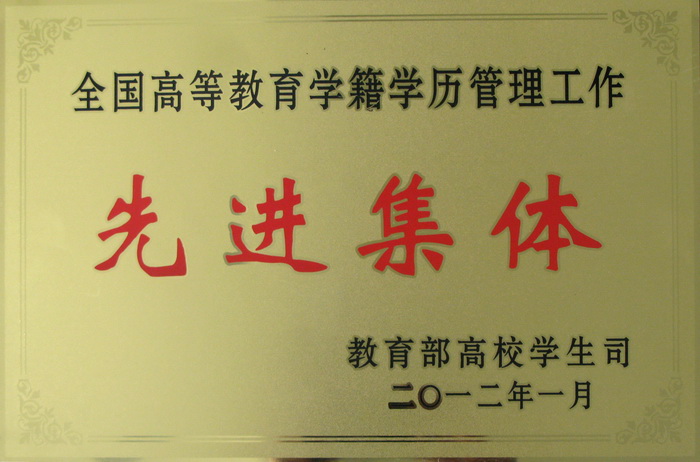 全国高等教育学籍学历管理工作
先进集体
教育部高校学生司
二〇一二年一月